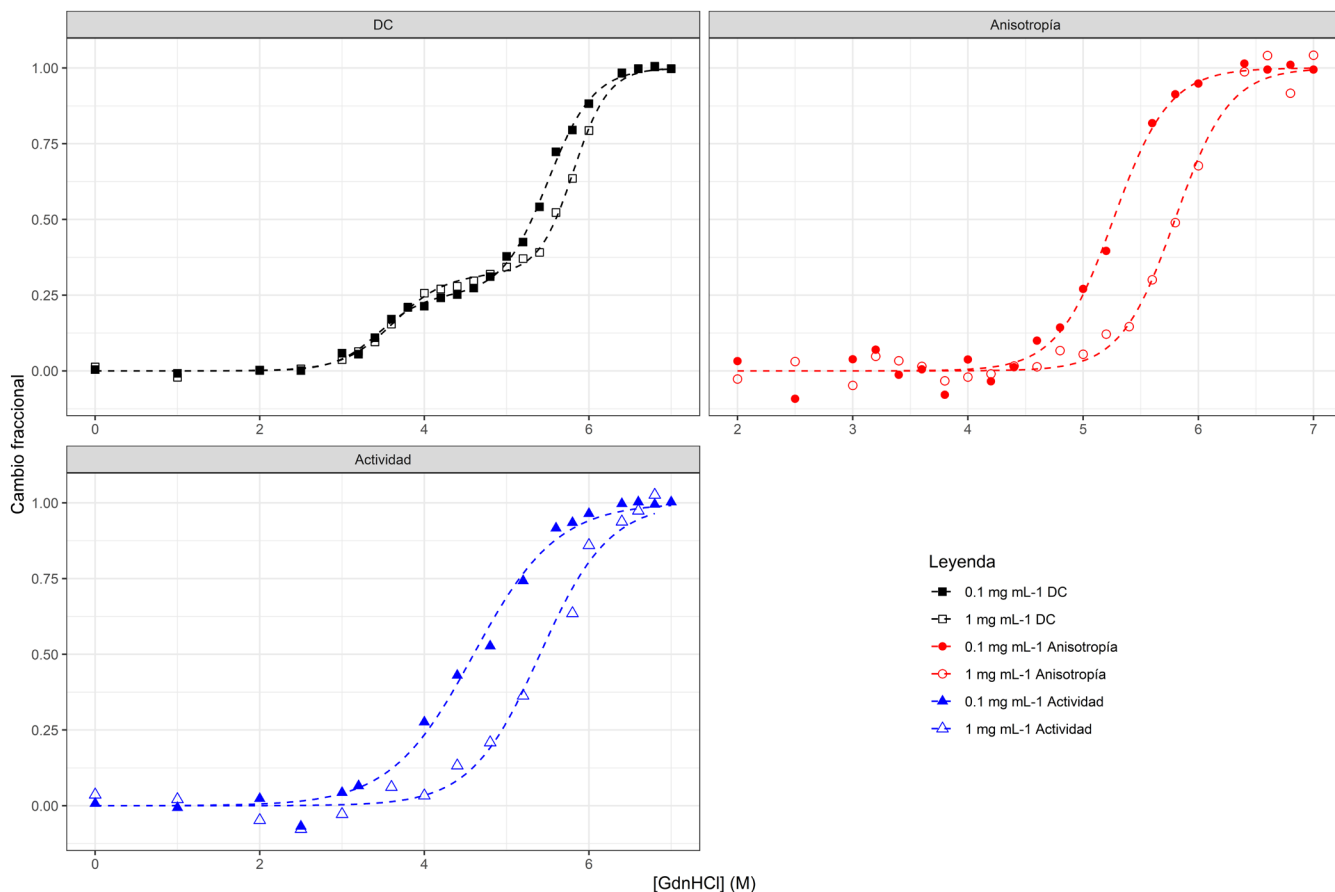 DC
Anisotropía
1.00
0.75
0.50
0.25
0.00
0 2 4 6
2 3 4 5 6 7
Cambio fraccional
Actividad
1.00
0.75
0.50
0.25
0.00
0 2 4 6
[GdnHCl] (M)
Leyenda
0.1 mg mL-1 DC
1 mg mL-1 DC
0.1 mg mL-1 Anisotropía
1 mg mL-1 Anisotropía
0.1 mg mL-1 Actividad
1 mg mL-1 Actividad